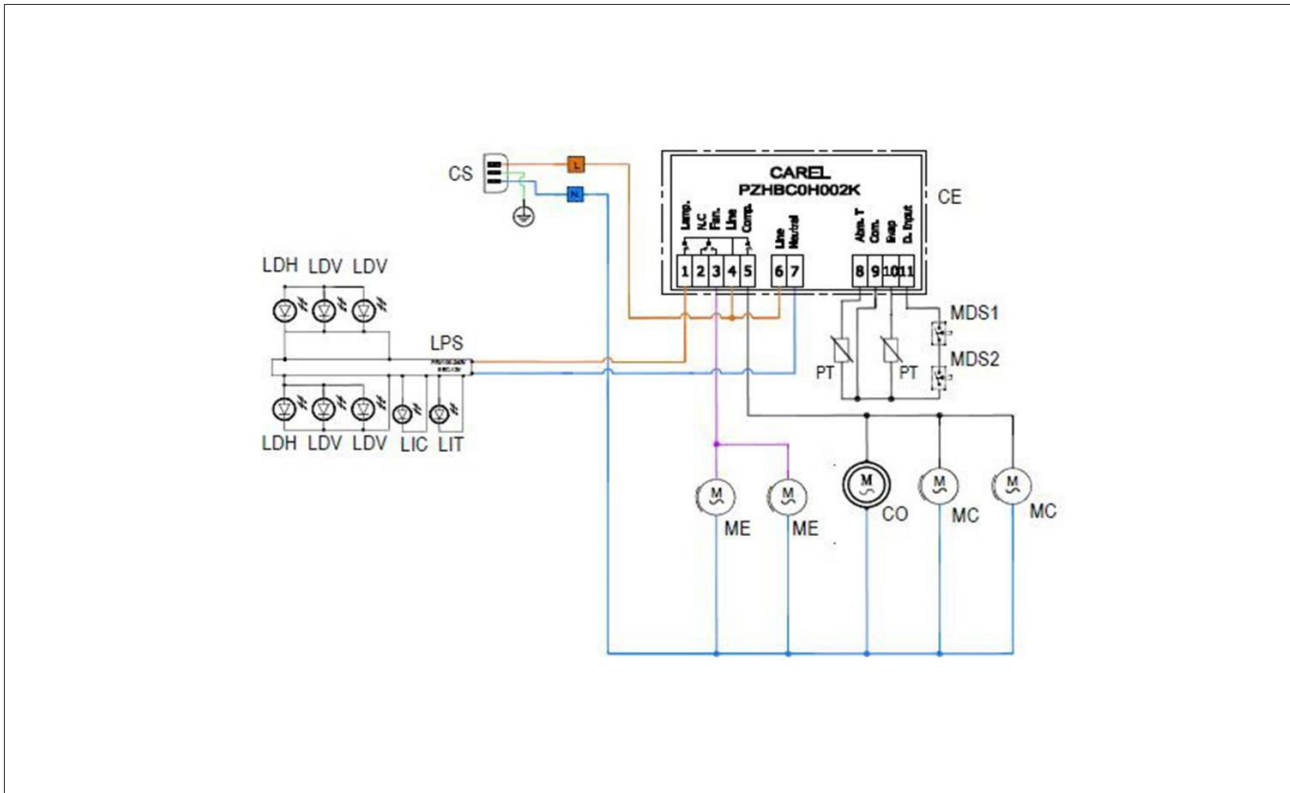 CAREL
PZHBC0H002K
CS
L
N
CE
Lamp.
N.C
Fan.
Line
Comp.
Line
Neutral
Abm. T
Com.
Evap
D. Input
1 2 3 4 5 6 7 8 9 10 11
LDH LDV LDV
LPS
MDS1
MDS2
PT PT
LDH LDV LDV LIC LIT
M M M M M
ME ME CO MC MC